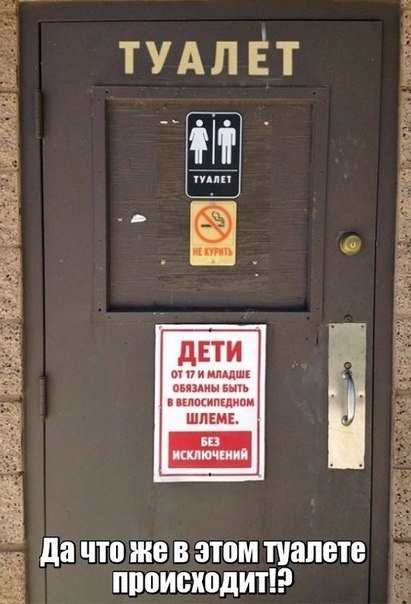 ТУАЛЕТ
ТУАЛЕТ
НЕ КУРИТЬ
ДЕТИ
ОТ 17 И МЛАДШЕ
ОБЯЗАНЫ БЫТЬ
В ВЕЛОСИПЕДНОМ
ШЛЕМЕ.
БЕЗ
ИСКЛЮЧЕНИЙ
Да что же в этом туалете
происходит!?